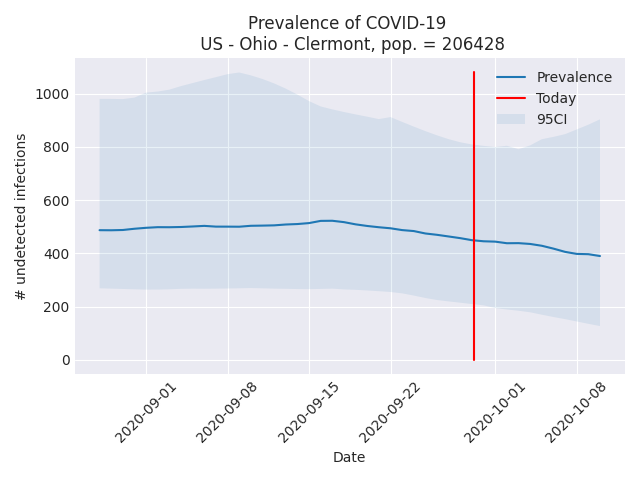 Prevalence of COVID-19
US - Ohio - Clermont, pop. = 206428
# undetected infections
1000
800
600
400
200
0
Prevalence
Today
95CI
2020-09-01
2020-09-08
2020-09-15
2020-09-22
2020-10-01
2020-10-08
Date